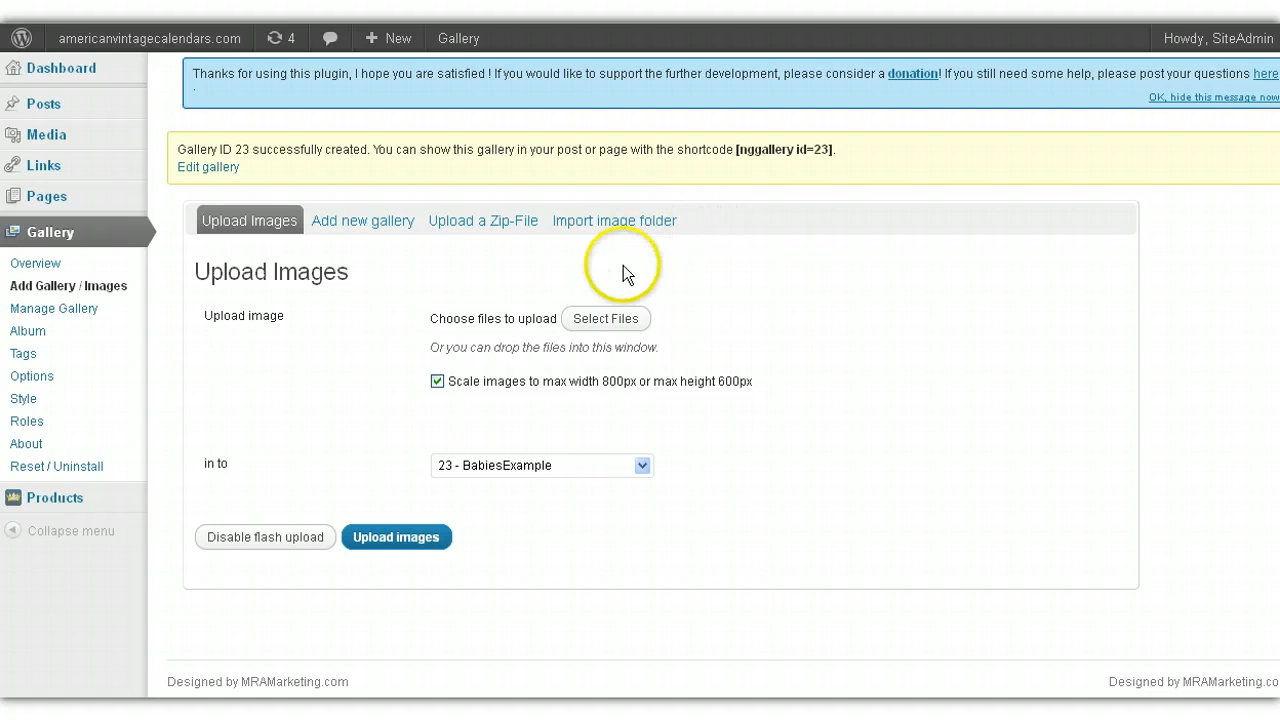 americanvintagecalendars.com 4 New Gallery Howdy, SiteAdmin
Dashboard
Posts
Media
Links
Pages
Gallery
Overview
Add Gallery / Images
Manage Gallery
Album
Tags
Options
Style
Roles
About
Reset / Uninstall
Products
Collapse menu
Thanks for using this plugin, I hope you are satisfied ! If you would like to support the further development, please consider a donation! If you still need some help, please post your questions here
.
OK, hide this message now
Gallery ID 23 successfully created. You can show this gallery in your post or page with the shortcode [nggallery id=23].
Edit gallery
Upload Images Add new gallery Upload a Zip-File Import image folder
Upload Images
Upload image Choose files to upload Select Files
Or you can drop the files into this window.
Scale images to max width 800px or max height 600px
in to 23 - BabiesExample
Disable flash upload Upload images
Designed by MRAMarketing.com Designed by MRAMarketing.co